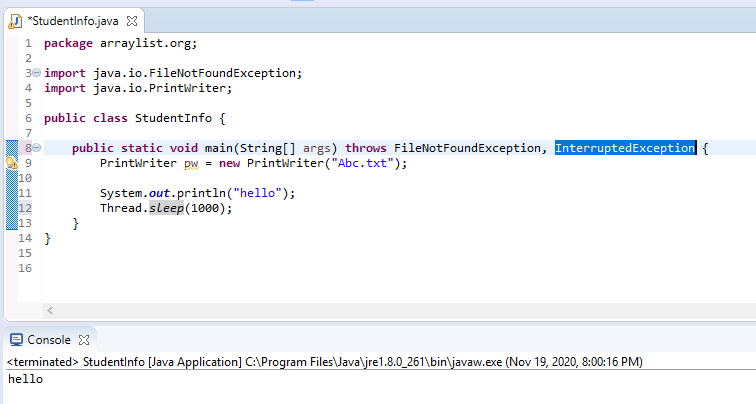 *StudentInfo.java
1 package arraylist.org;
2
3 import java.io.FileNotFoundException;
4 import java.io.PrintWriter;
5
6 public class StudentInfo {
7
8 public static void main(String[] args) throws FileNotFoundException, InterruptedException {
9 PrintWriter pw = new PrintWriter("Abc.txt");
10
11 System.out.println("hello");
12 Thread.sleep(1000);
13 }
14 }
15
16
Console
<terminated> StudentInfo [Java Application] C:\Program Files\Java\jre1.8.0_261\bin\javaw.exe (Nov 19, 2020, 8:00:16 PM)
hello